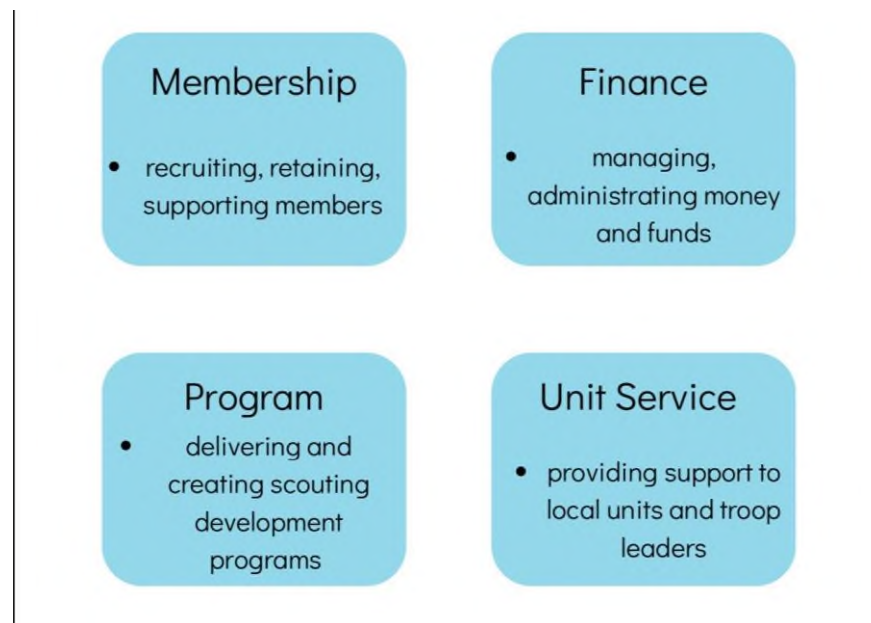 Membership
• recruiting, retaining,
supporting members
Finance
• managing,
administrating money
and funds
Program
• delivering and
creating scouting
development
programs
Unit Service
• providing support to
local units and troop
leaders